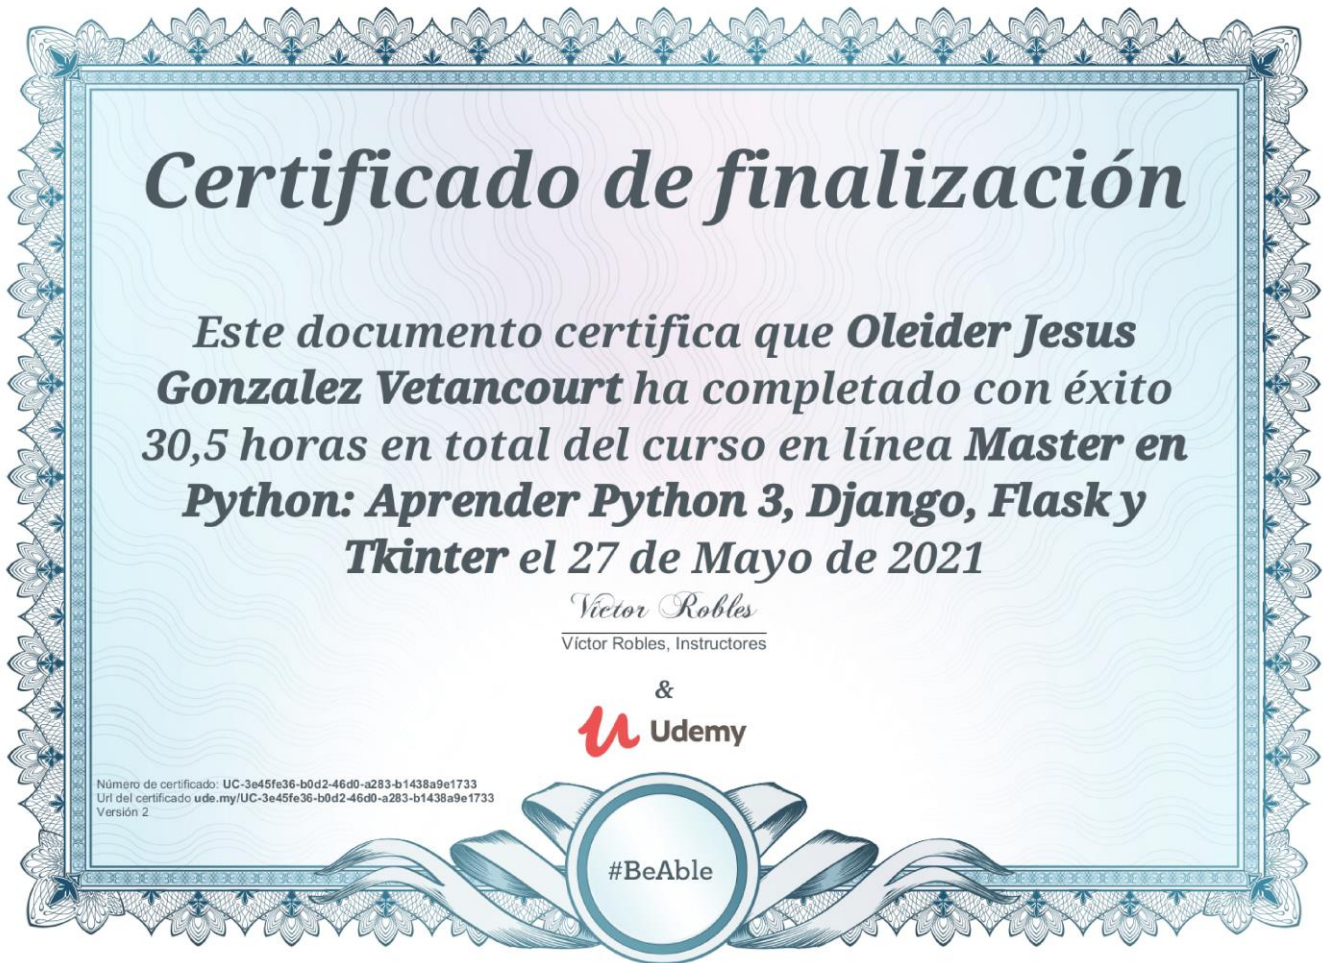 Certificado de finalización
Este documento certifica que Oleider Jesus
Gonzalez Vetancourt ha completado con éxito
30,5 horas en total del curso en línea Master en
Python: Aprender Python 3, Django, Flask y
Tkinter el 27 de Mayo de 2021
Víctor Robles
Víctor Robles, Instructores
&
Udemy
Número de certificado: UC-3e45fe36-b0d2-46d0-a283-b1438a9e1733
Url del certificado ude.my/UC-3e45fe36-b0d2-46d0-a283-b1438a9e1733
Versión 2
#BeAble